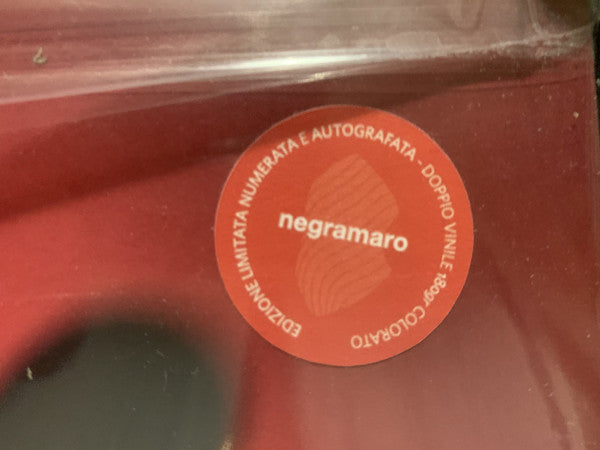 EDIZIONE LIMITATA NUMERATA E AUTOGRAFATA - DOPPIO VINILE 180gr COLORATO
negramaro